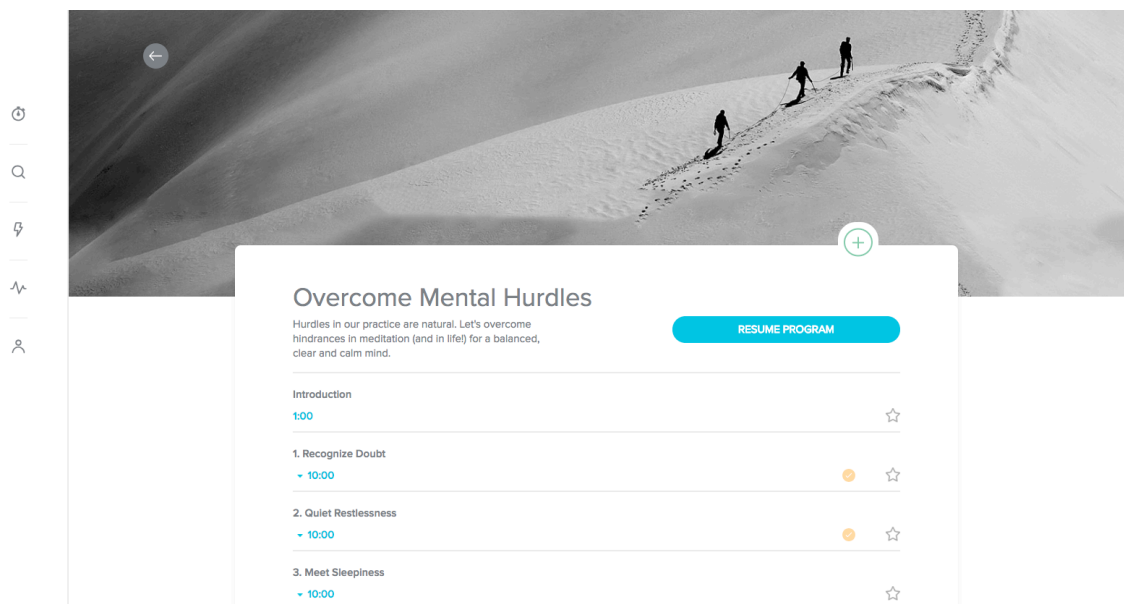 Overcome Mental Hurdles
Hurdles in our practice are natural. Let's overcome
hindrances in meditation (and in life!) for a balanced,
clear and calm mind.
RESUME PROGRAM
Introduction
1:00
1. Recognize Doubt
10:00
2. Quiet Restlessness
10:00
3. Meet Sleepiness
10:00